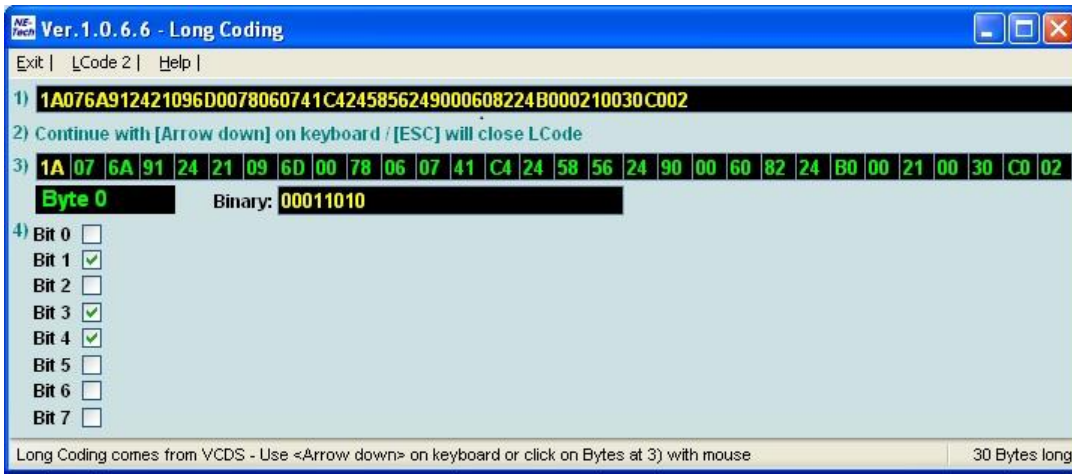 NE-Tech Ver.1.0.6.6 - Long Coding
Exit | LCode 2 | Help |
1) 1A076A912421096D0078060741C4245856249000608224B000210030C002
2) Continue with [Arrow down] on keyboard / [ESC] will close LCode
3) 1A 07 6A 91 24 21 09 6D 00 78 06 07 41 C4 24 58 56 24 90 00 60 82 24 B0 00 21 00 30 C0 02
Byte 0 Binary: 00011010
4) Bit 0
Bit 1
Bit 2
Bit 3
Bit 4
Bit 5
Bit 6
Bit 7
Long Coding comes from VCDS - Use <Arrow down> on keyboard or click on Bytes at 3) with mouse 30 Bytes long